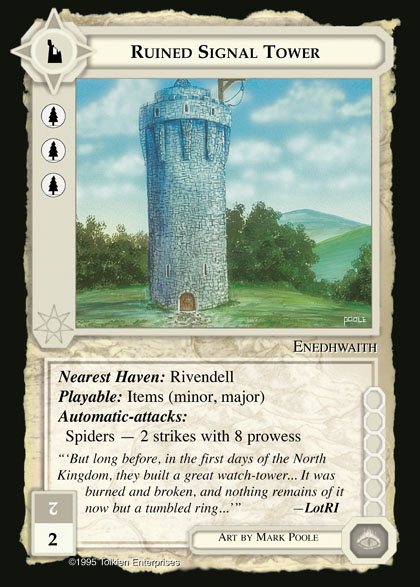 Ruined Signal Tower
POOLE
Enedhwaith
Nearest Haven: Rivendell
Playable: Items (minor, major)
Automatic-attacks:
Spiders — 2 strikes with 8 prowess
“‘But long before, in the first days of the North
Kingdom, they built a great watch-tower... It was
burned and broken, and nothing remains of it
now but a tumbled ring...’” —LotRI
2
2
Art by Mark Poole
©1995 Tolkien Enterprises